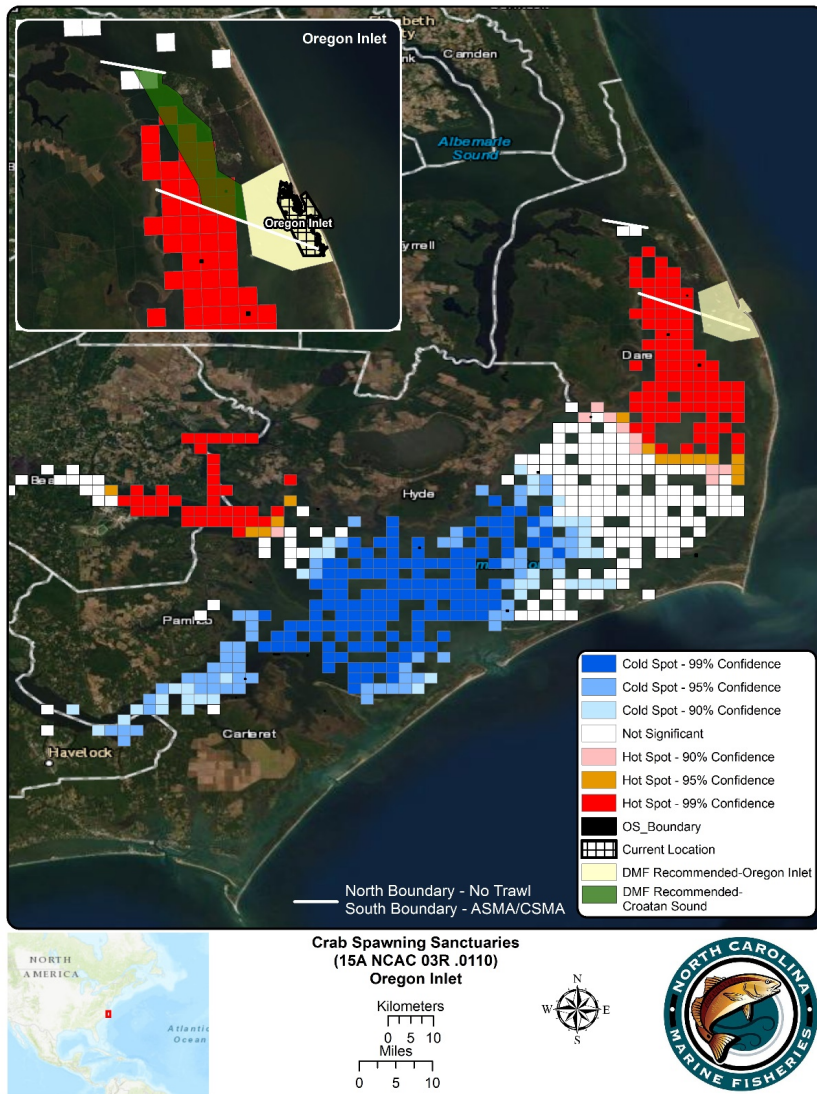 Oregon Inlet
Oregon Inlet
Elizabeth
City
Camden
Albemarle
Sound
Tyrrell
Dare
Hyde
Pamlico
Carteret
Havelock
Cold Spot - 99% Confidence
Cold Spot - 95% Confidence
Cold Spot - 90% Confidence
Not Significant
Hot Spot - 90% Confidence
Hot Spot - 95% Confidence
Hot Spot - 99% Confidence
OS_Boundary
Current Location
DMF Recommended-Oregon Inlet
DMF Recommended-
Croatan Sound
North Boundary - No Trawl
South Boundary - ASMA/CSMA
NORTH
AMERICA
Atlantic
Ocean
Crab Spawning Sanctuaries
(15A NCAC 03R .0110)
Oregon Inlet
Kilometers
0 5 10
Miles
0 5 10
N
W E
S
NORTH CAROLINA
MARINE FISHERIES